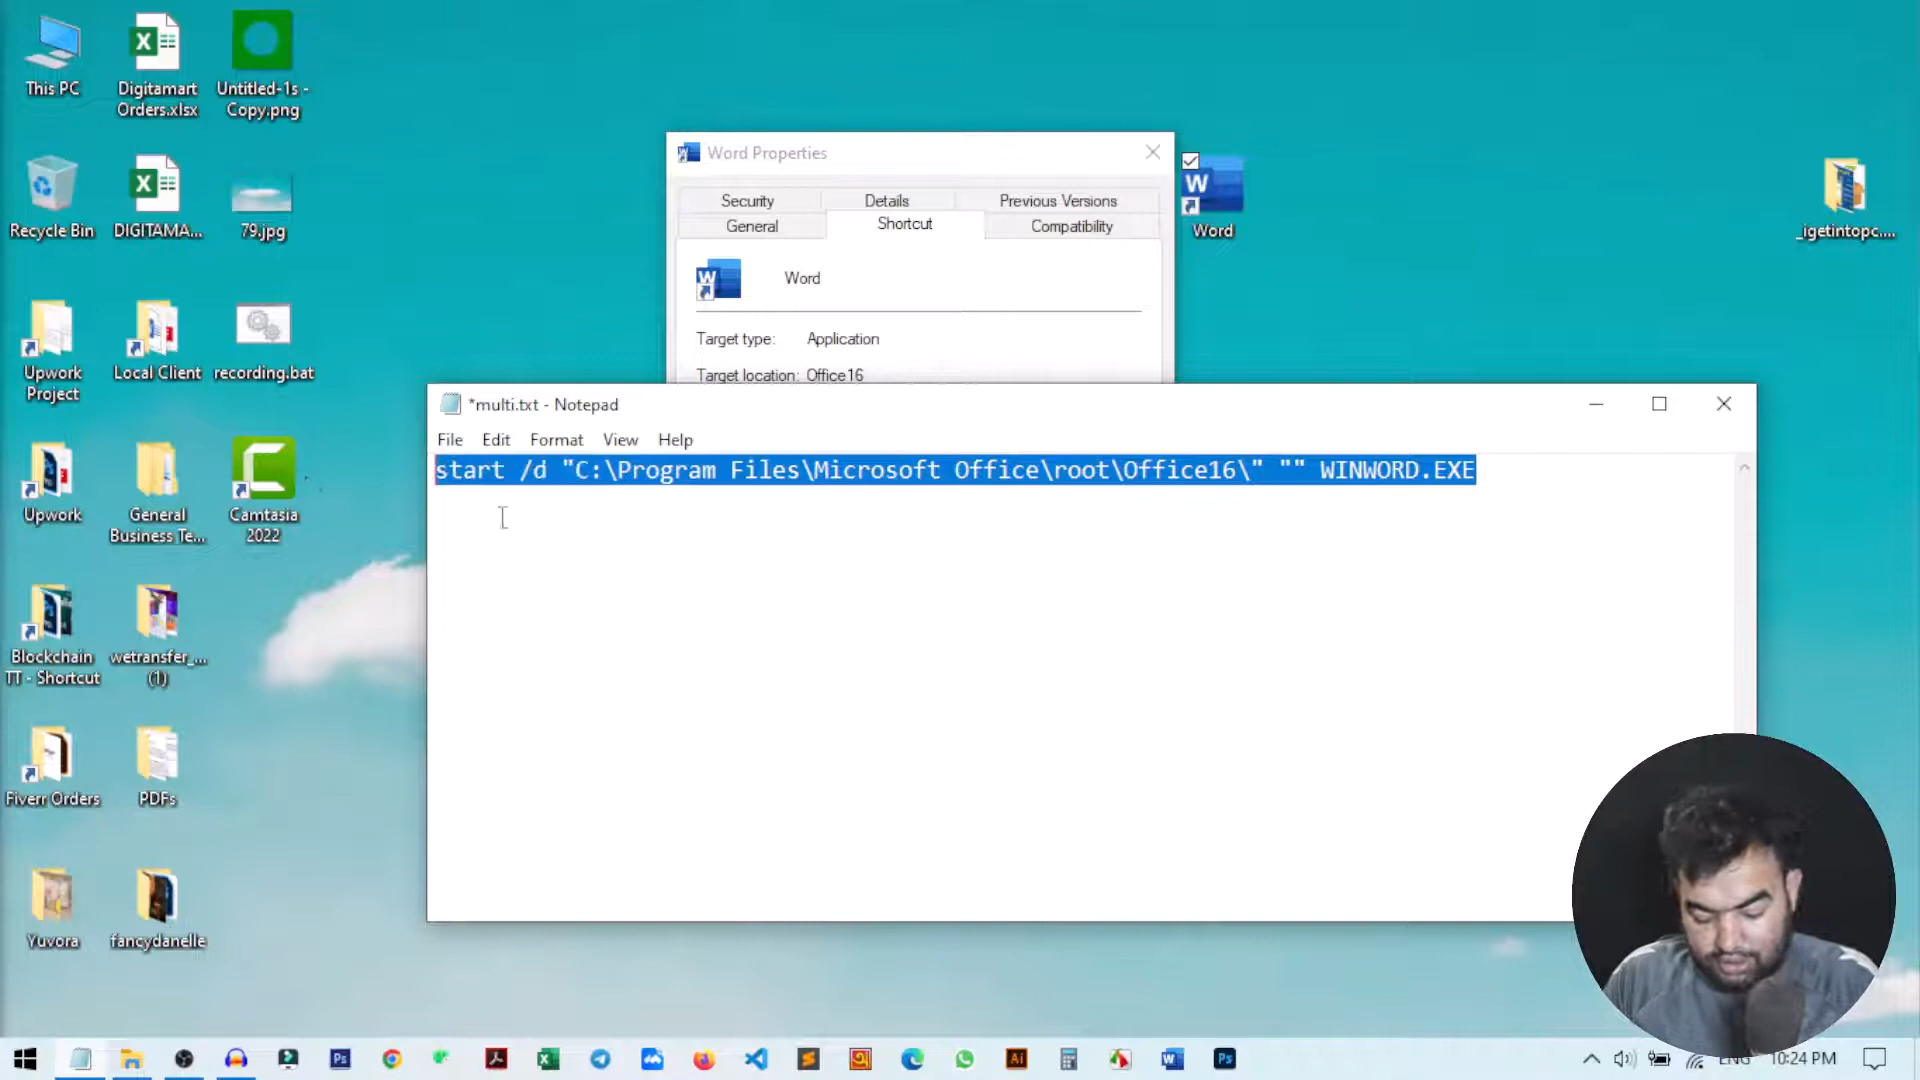 This PC
Digitamart
Orders.xlsx
Untitled-1s -
Copy.png
Recycle Bin
DIGITAMA...
79.jpg
Upwork
Project
Local Client
recording.bat
Upwork
General
Business Te...
Camtasia
2022
Blockchain
TT - Shortcut
wetransfer_...
(1)
Fiverr Orders
PDFs
Yuvora
fancydanelle
Word
_igetintopc....
Word Properties
Security
Details
Previous Versions
General
Shortcut
Compatibility
Word
Target type:
Application
Target location:
Office16
*multi.txt - Notepad
File
Edit
Format
View
Help
start /d "C:\Program Files\Microsoft Office\root\Office16\" "" WINWORD.EXE
ENG
10:24 PM